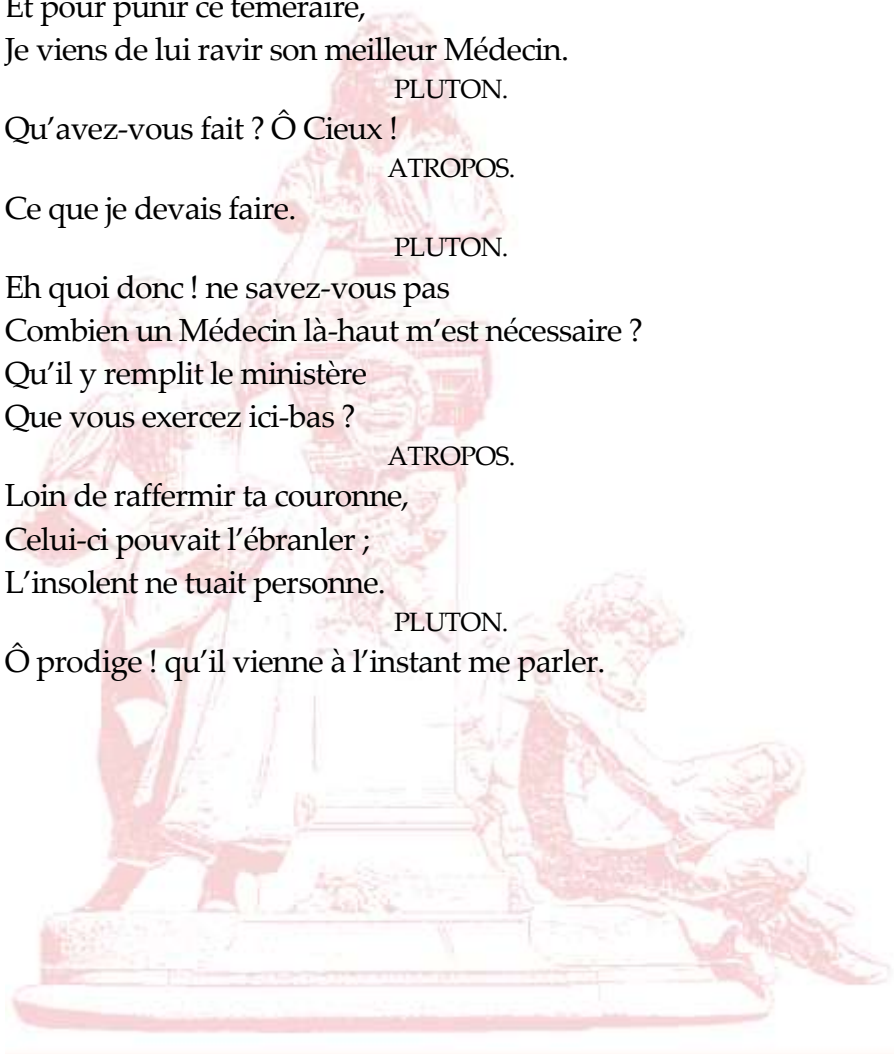 Et pour punir ce téméraire,
Je viens de lui ravir son meilleur Médecin.
PLUTON.
Qu’avez-vous fait ? Ô Cieux !
ATROPOS.
Ce que je devais faire.
PLUTON.
Eh quoi donc ! ne savez-vous pas
Combien un Médecin là-haut m’est nécessaire ?
Qu’il y remplit le ministère
Que vous exercez ici-bas ?
ATROPOS.
Loin de raffermir ta couronne,
Celui-ci pouvait l’ébranler ;
L’insolent ne tuait personne.
PLUTON.
Ô prodige ! qu’il vienne à l’instant me parler.